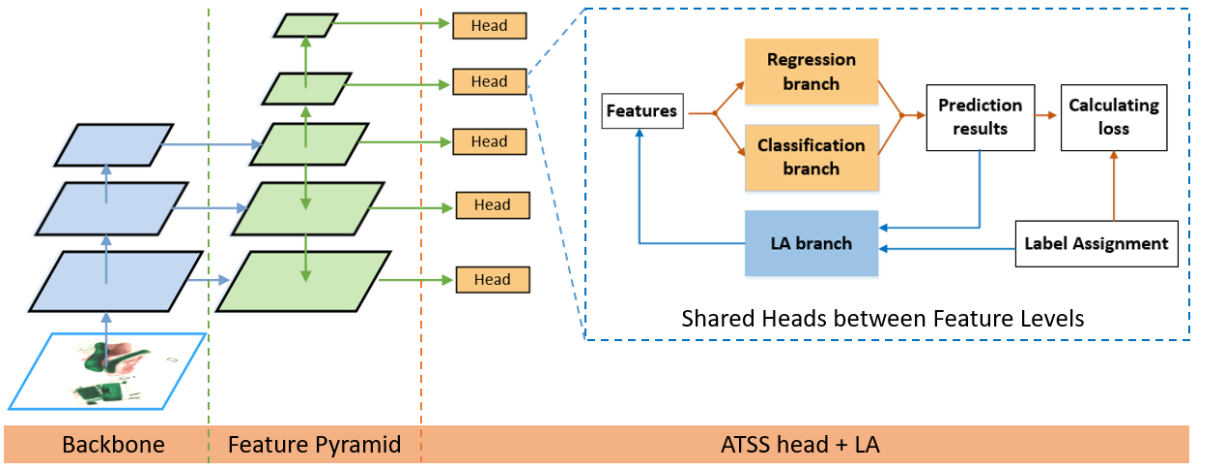 Head
Head
Head
Head
Head
Regression
branch
Features
Classification
branch
Prediction
results
Calculating
loss
LA branch
Label Assignment
Shared Heads between Feature Levels
Backbone
Feature Pyramid
ATSS head + LA